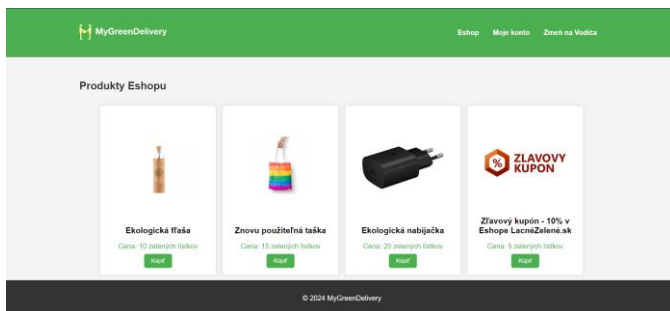 MyGreenDelivery
Eshop Moje konto Zmeň na Vodiča
Produkty Eshopu
% ZLAVOVY
KUPON
Ekologická fľaša
Cena: 10 zelených lístkov
Kúpiť
Znovu použiteľná taška
Cena: 15 zelených lístkov
Kúpiť
Ekologická nabíjačka
Cena: 20 zelených lístkov
Kúpiť
Zľavový kupón - 10% v
Eshope LacnéZelené.sk
Cena: 5 zelených lístkov
Kúpiť
© 2024 MyGreenDelivery